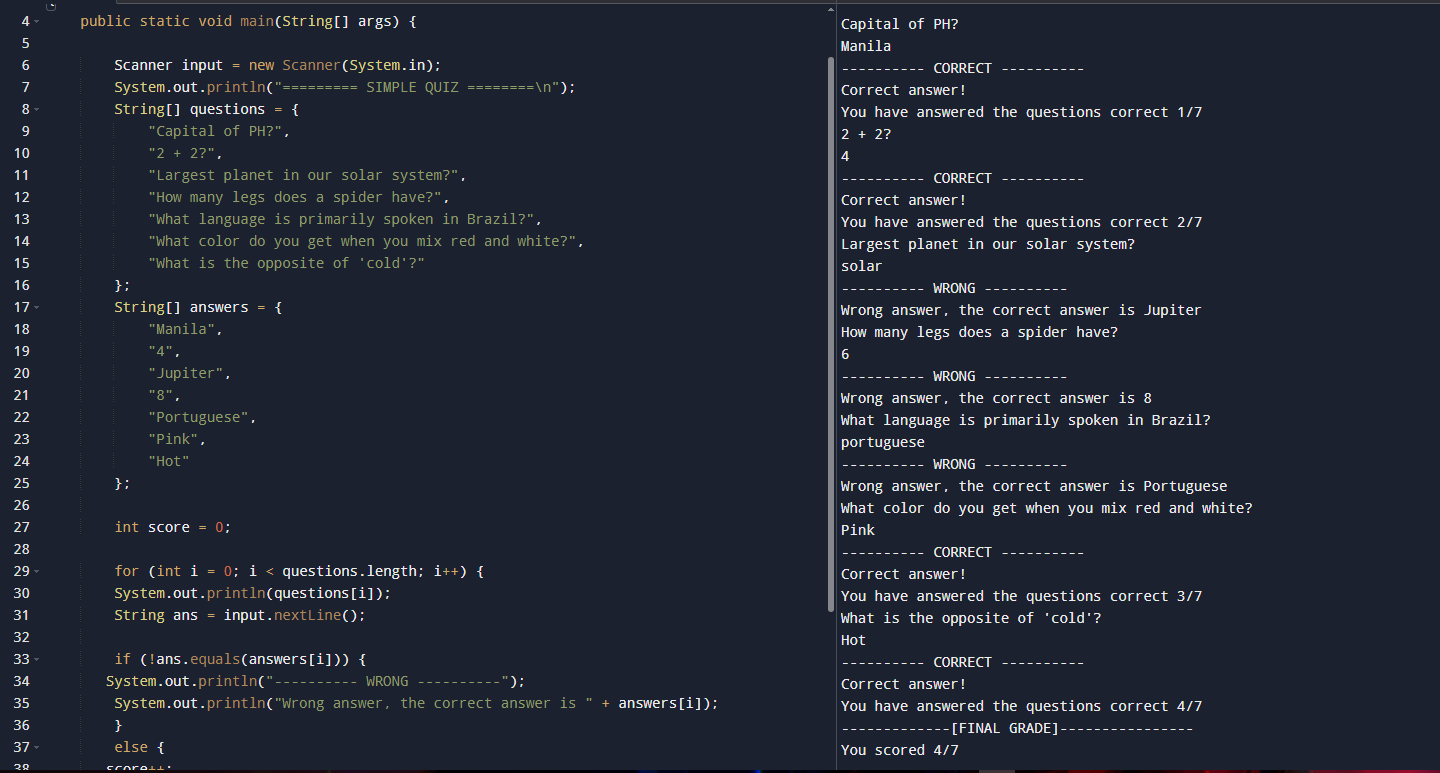 4 public static void main(String[] args) {
5
6 Scanner input = new Scanner(System.in);
7 System.out.println("========= SIMPLE QUIZ ========\n");
8 String[] questions = {
9 "Capital of PH?",
10 "2 + 2?",
11 "Largest planet in our solar system?",
12 "How many legs does a spider have?",
13 "What language is primarily spoken in Brazil?",
14 "What color do you get when you mix red and white?",
15 "What is the opposite of 'cold'?"
16 };
17 String[] answers = {
18 "Manila",
19 "4",
20 "Jupiter",
21 "8",
22 "Portuguese",
23 "Pink",
24 "Hot"
25 };
26
27 int score = 0;
28
29 for (int i = 0; i < questions.length; i++) {
30 System.out.println(questions[i]);
31 String ans = input.nextLine();
32
33 if (!ans.equals(answers[i])) {
34 System.out.println("---------- WRONG ----------");
35 System.out.println("Wrong answer, the correct answer is " + answers[i]);
36 }
37 else {
38 score++;
Capital of PH?
Manila
---------- CORRECT ----------
Correct answer!
You have answered the questions correct 1/7
2 + 2?
4
---------- CORRECT ----------
Correct answer!
You have answered the questions correct 2/7
Largest planet in our solar system?
solar
---------- WRONG ----------
Wrong answer, the correct answer is Jupiter
How many legs does a spider have?
6
---------- WRONG ----------
Wrong answer, the correct answer is 8
What language is primarily spoken in Brazil?
portuguese
---------- WRONG ----------
Wrong answer, the correct answer is Portuguese
What color do you get when you mix red and white?
Pink
---------- CORRECT ----------
Correct answer!
You have answered the questions correct 3/7
What is the opposite of 'cold'?
Hot
---------- CORRECT ----------
Correct answer!
You have answered the questions correct 4/7
-------------[FINAL GRADE]----------------
You scored 4/7